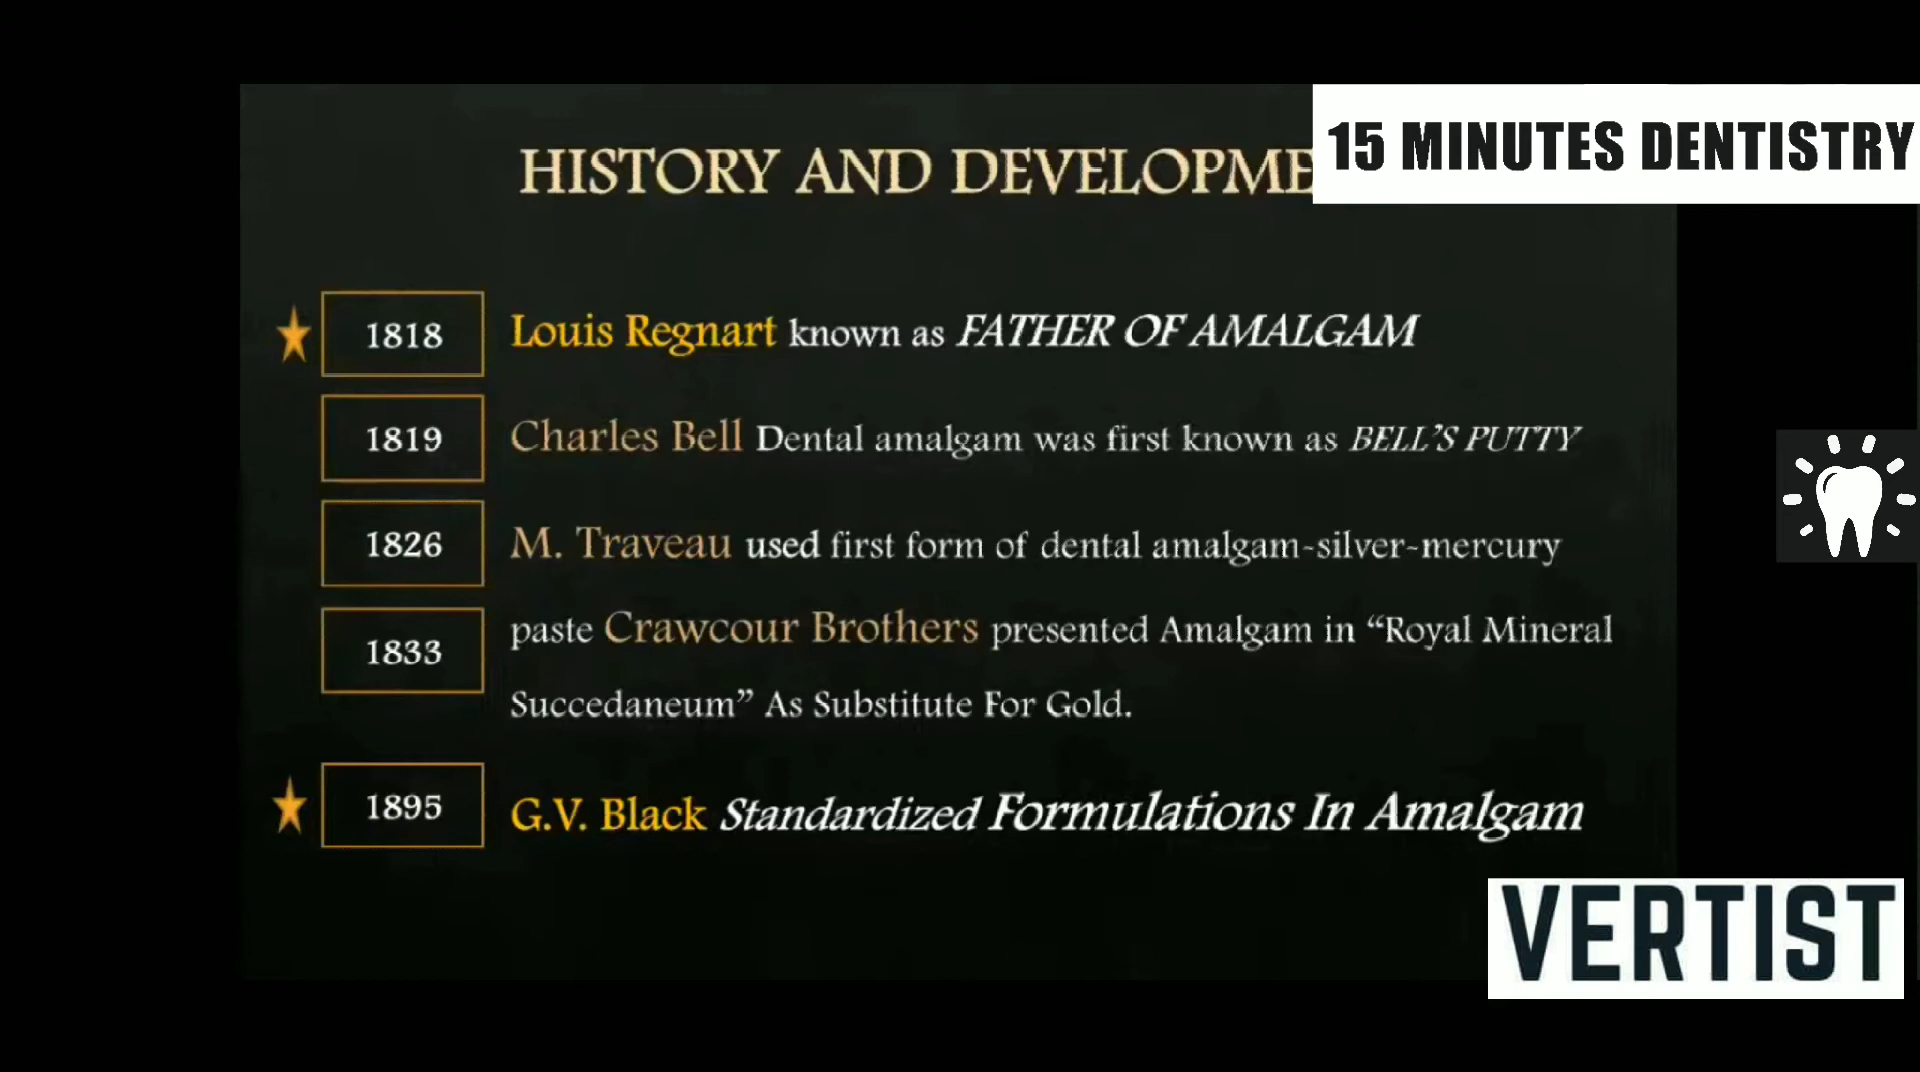 15 MINUTES DENTISTRY
HISTORY AND DEVELOPME
1818 Louis Regnart known as FATHER OF AMALGAM
1819 Charles Bell Dental amalgam was first known as BELL'S PUTTY
1826 M. Traveau used first form of dental amalgam-silver-mercury
1833 paste Crawcour Brothers presented Amalgam in “Royal Mineral
Succedaneum” As Substitute For Gold.
1895 G.V. Black Standardized Formulations In Amalgam
VERTIST